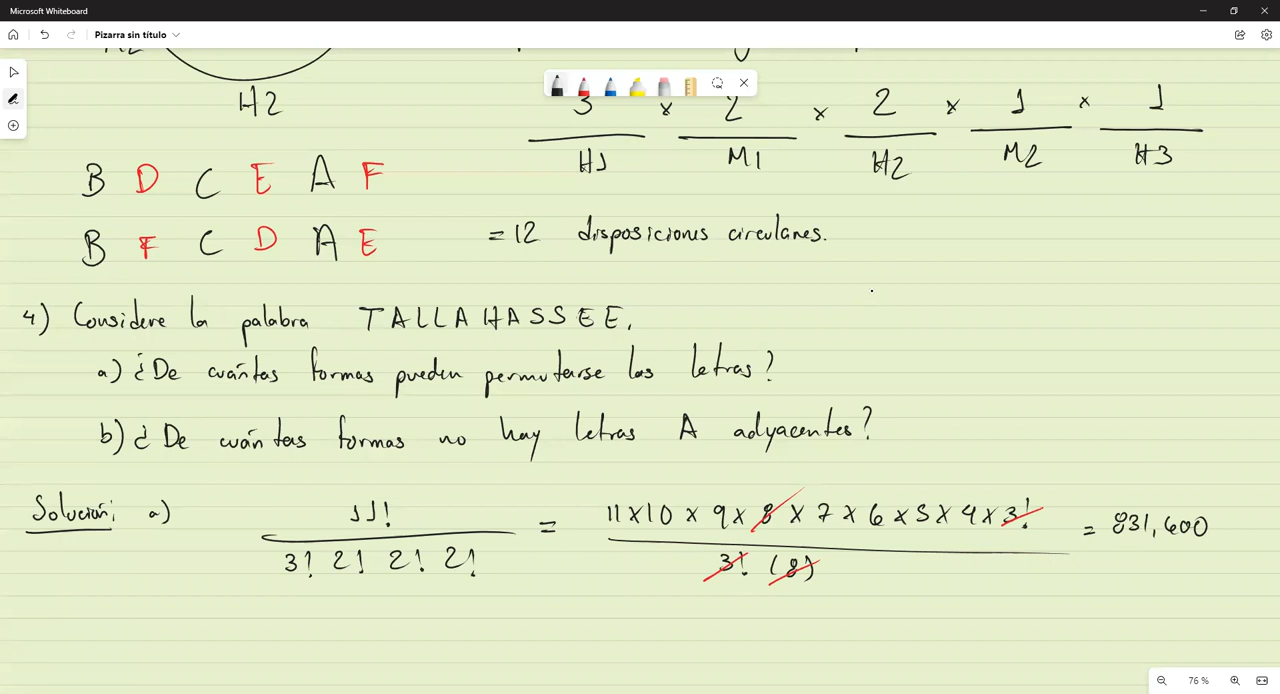 Microsoft Whiteboard
Pizarra sin título
H2
3 x 2 x 2 x 1 x 1
H1 M1 H2 M2 H3
B D C E A F
B F C D A E
= 12 disposiciones circulares.
4) Considere la palabra TALLAHASSEE.
a) ¿De cuántas formas pueden permutarse las letras?
b) ¿De cuántas formas no hay letras A adyacentes?
Solución: a) 11! / 3! 2! 2! 2! = 11 x 10 x 9 x 8 x 7 x 6 x 5 x 4 x 3! / 3! (8) = 831,600
76 %